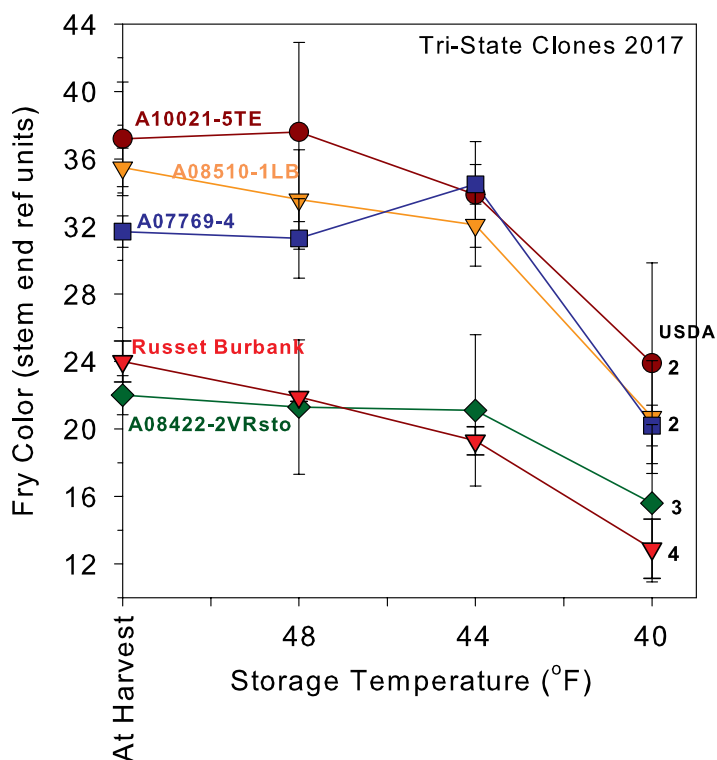 Tri-State Clones 2017
40
36
32
28
24
20
16
12
Fry Color (stem end ref units)
A10021-5TE
A08510-1LB
A07769-4
Russet Burbank
A08422-2VRsto
USDA
2
2
3
4
At Harvest
48
44
40
Storage Temperature (°F)